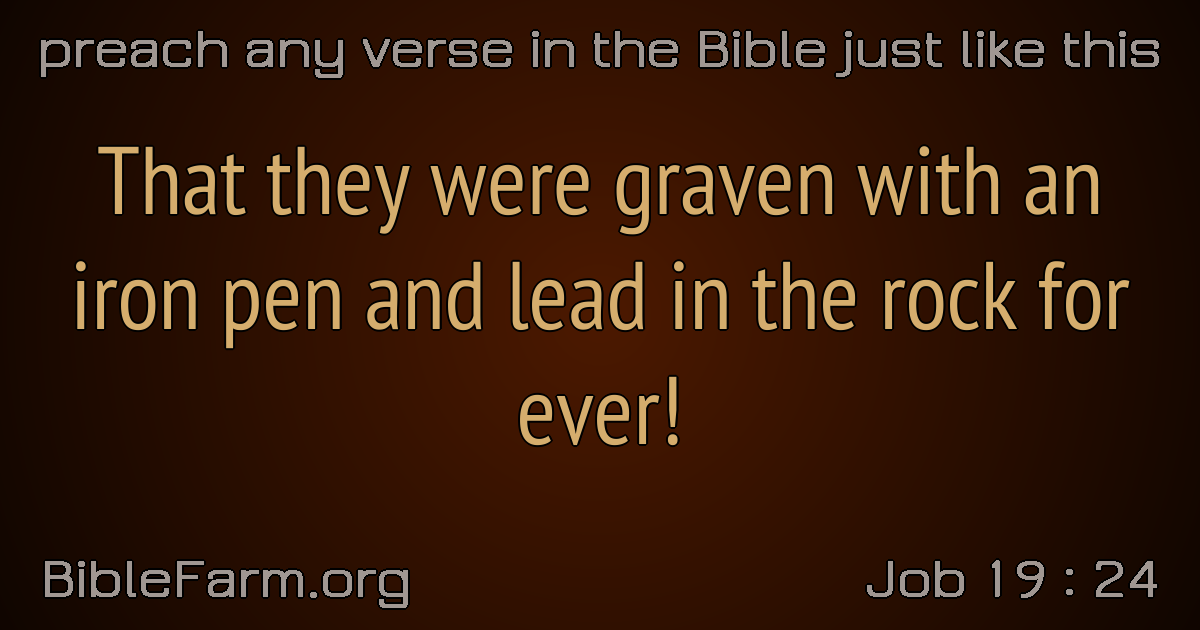 preach any verse in the Bible just like this
That they were graven with an
iron pen and lead in the rock for
ever!
BibleFarm.org
Job 19 : 24